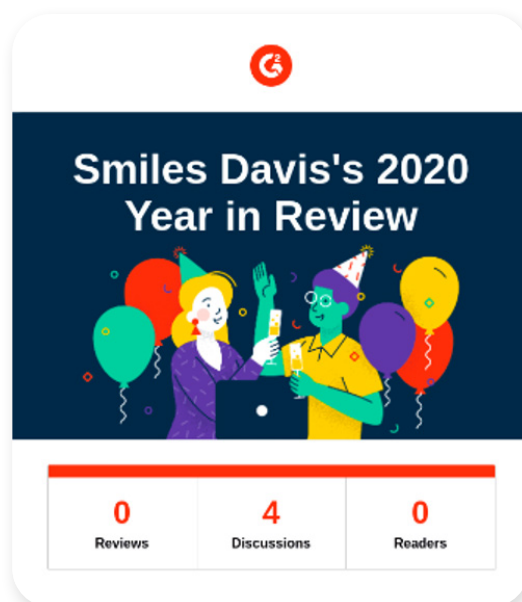 G2
Smiles Davis's 2020
Year in Review
0 4 0
Reviews Discussions Readers